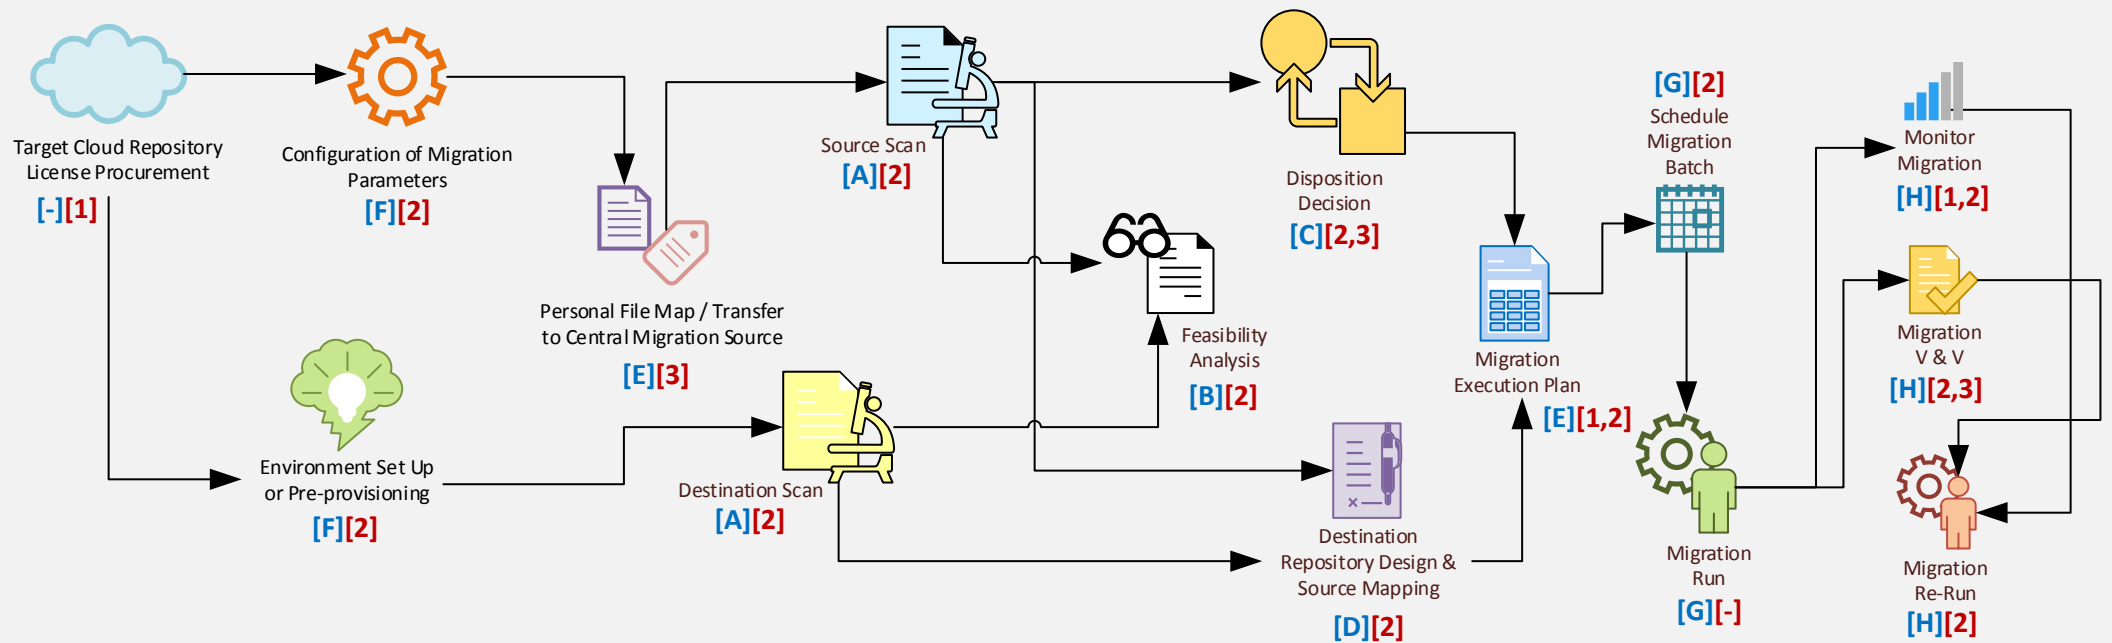 Target Cloud Repository
License Procurement
[-][1]
Configuration of Migration
Parameters
[F][2]
Personal File Map / Transfer
to Central Migration Source
[E][3]
Environment Set Up
or Pre-provisioning
[F][2]
Source Scan
[A][2]
Destination Scan
[A][2]
Feasibility
Analysis
[B][2]
Disposition
Decision
[C][2,3]
Destination
Repository Design &
Source Mapping
[D][2]
Migration
Execution Plan
[E][1,2]
[G][2]
Schedule
Migration
Batch
Migration
Run
[G][-]
Monitor
Migration
[H][1,2]
Migration
V & V
[H][2,3]
Migration
Re-Run
[H][2]